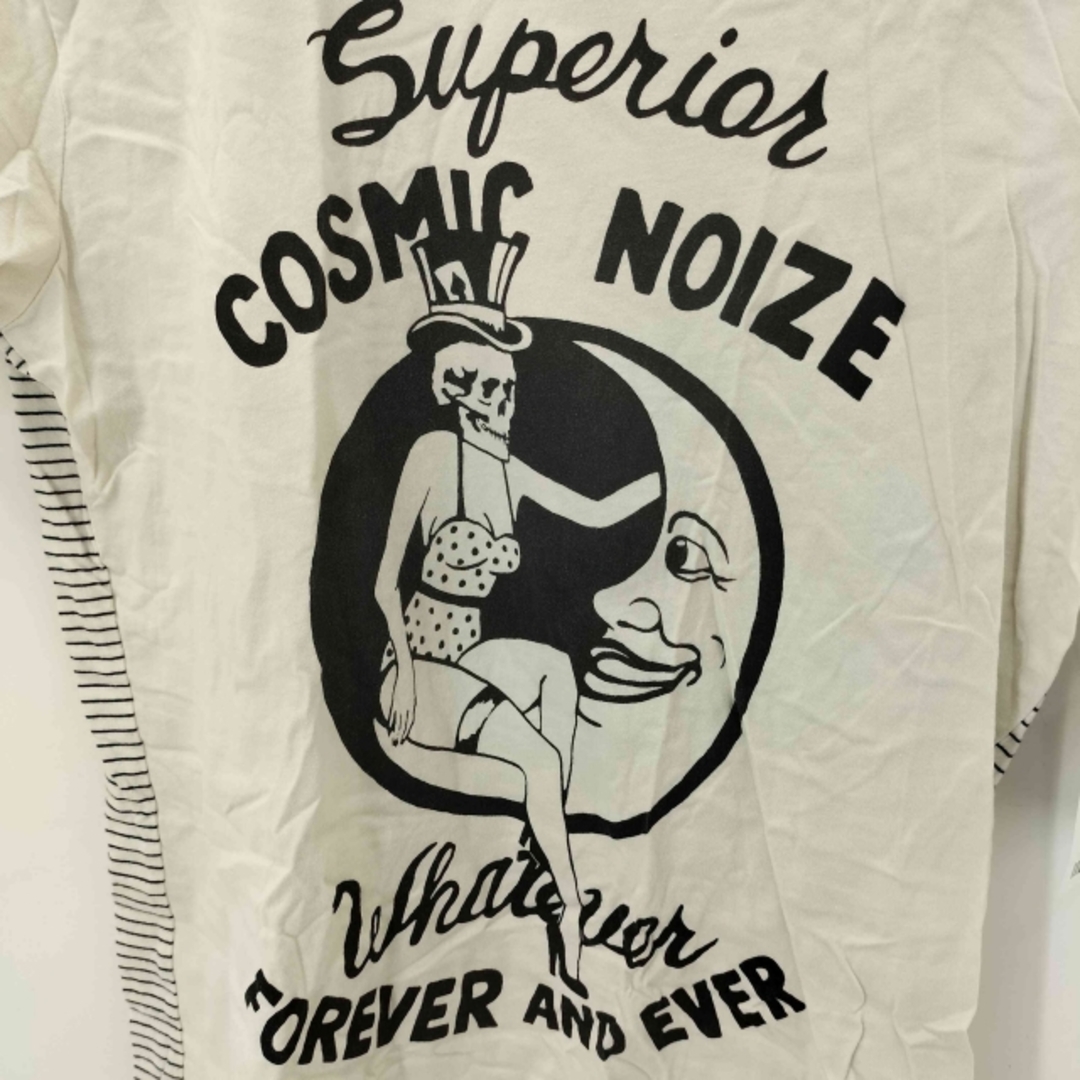 Superior
COSMIC NOIZE
Whatever
FOREVER AND EVER